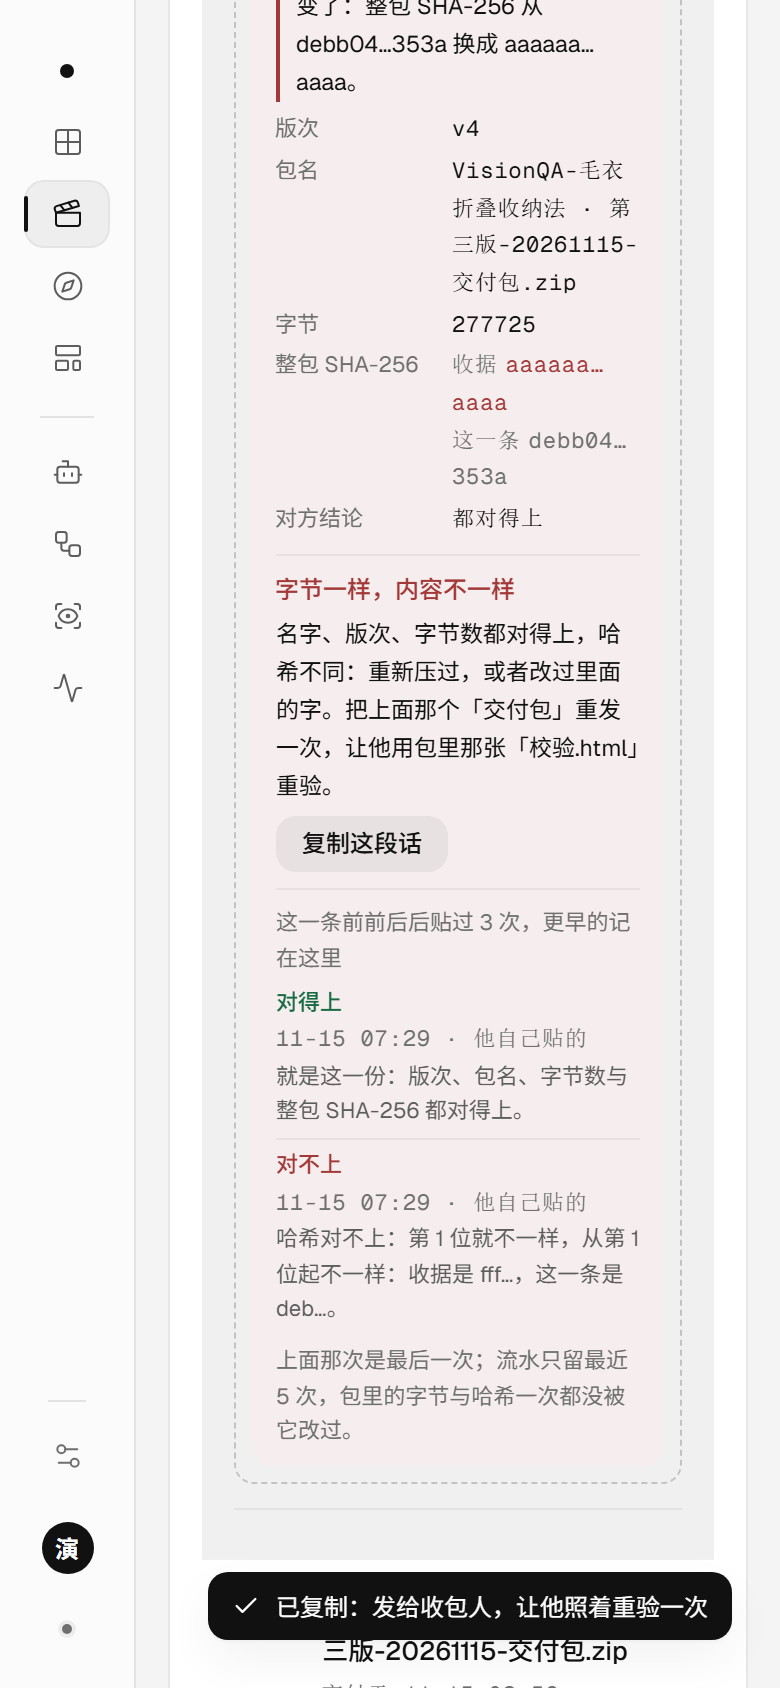 变了：整包 SHA-256 从
debb04…353a 换成 aaaaaa…
aaaa。
版次 v4
包名 VisionQA-毛衣
折叠收纳法 · 第
三版-20261115-
交付包.zip
字节 277725
整包 SHA-256 收据 aaaaaa…
aaaa
这一条 debb04…
353a
对方结论 都对得上
字节一样，内容不一样
名字、版次、字节数都对得上，哈
希不同：重新压过，或者改过里面
的字。把上面那个「交付包」重发
一次，让他用包里那张「校验.html」
重验。
复制这段话
这一条前前后后贴过 3 次，更早的记
在这里
对得上
11-15 07:29 · 他自己贴的
就是这一份：版次、包名、字节数与
整包 SHA-256 都对得上。
对不上
11-15 07:29 · 他自己贴的
哈希对不上：第 1 位就不一样，从第 1
位起不一样：收据是 fff…，这一条是
deb…。
上面那次是最后一次；流水只留最近
5 次，包里的字节与哈希一次都没被
它改过。
演
已复制：发给收包人，让他照着重验一次
三版-20261115-交付包.zip